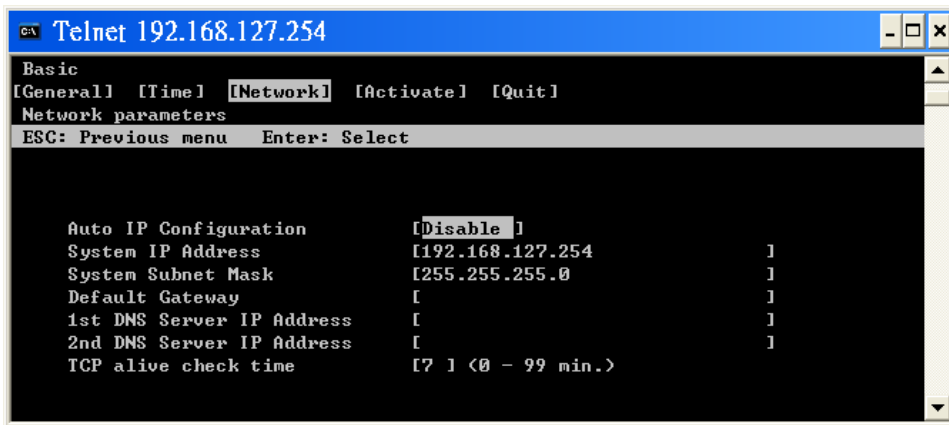 Telnet 192.168.127.254
Basic
[General] [Time] [Network] [Activate] [Quit]
Network parameters
ESC: Previous menu Enter: Select
Auto IP Configuration [Disable ]
System IP Address [192.168.127.254 ]
System Subnet Mask [255.255.255.0 ]
Default Gateway [ ]
1st DNS Server IP Address [ ]
2nd DNS Server IP Address [ ]
TCP alive check time [7 ] (0 - 99 min.)